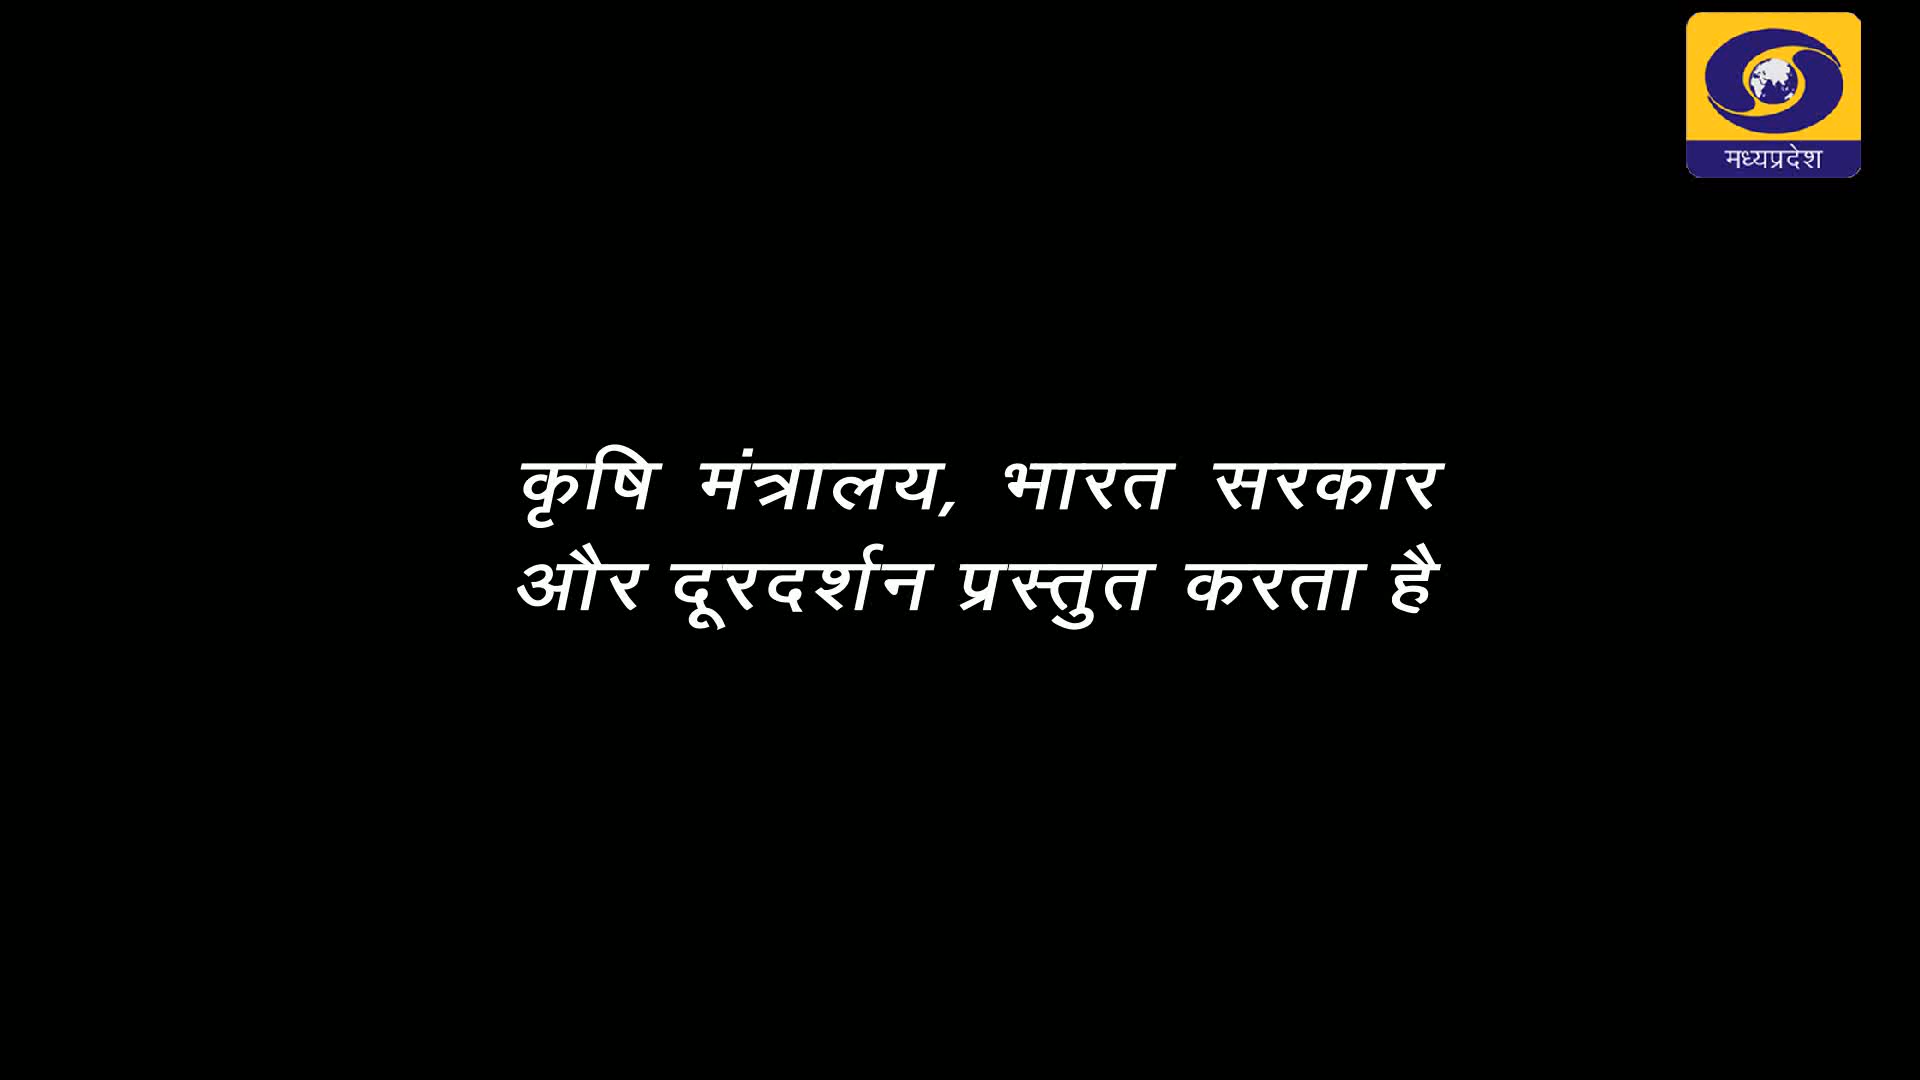 मध्यप्रदेश
कृषि मंत्रालय, भारत सरकार
और दूरदर्शन प्रस्तुत करता है